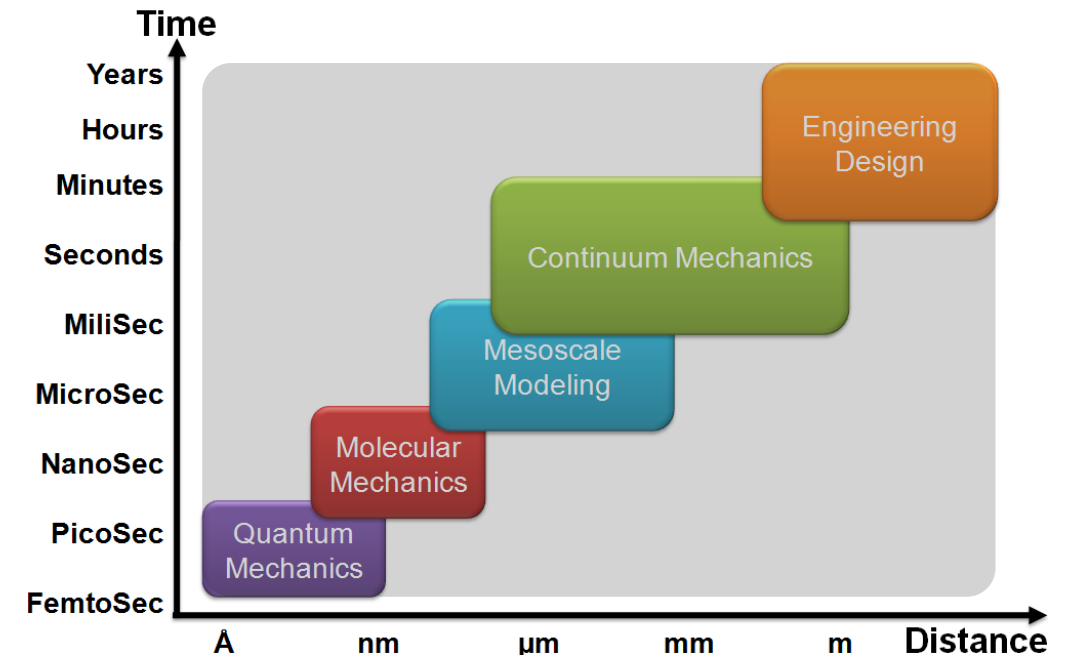 Time
Years
Hours
Minutes
Seconds
MiliSec
MicroSec
NanoSec
PicoSec
FemtoSec
Engineering
Design
Continuum Mechanics
Mesoscale
Modeling
Molecular
Mechanics
Quantum
Mechanics
Å
nm
µm
mm
m
Distance